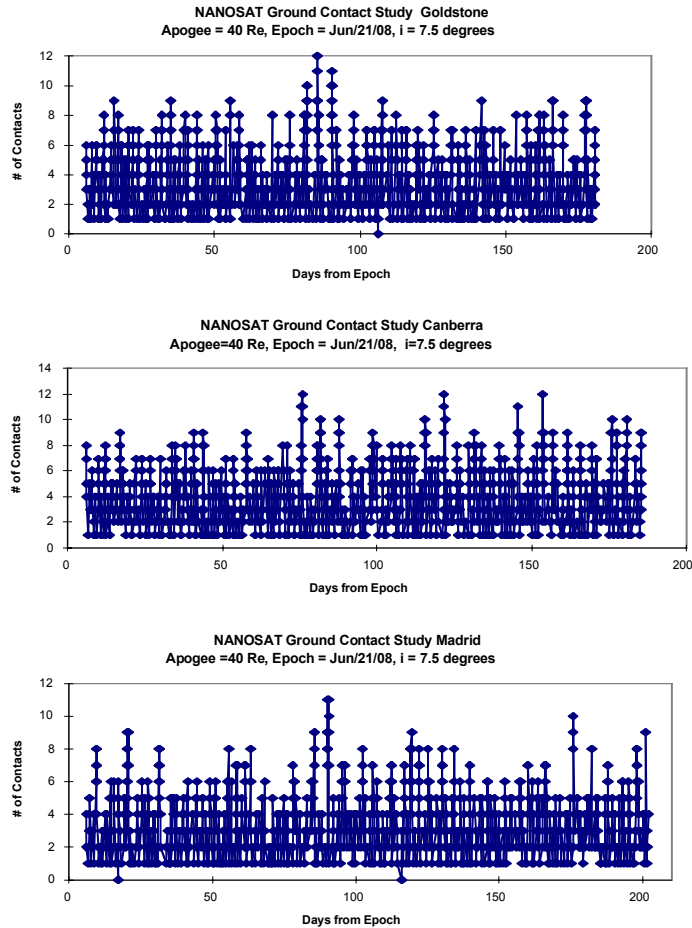 NANOSAT Ground Contact Study Goldstone
Apogee = 40 Re, Epoch = Jun/21/08, i = 7.5 degrees
12
10
8
6
4
2
0
# of Contacts
0 50 100 150 200
Days from Epoch
NANOSAT Ground Contact Study Canberra
Apogee=40 Re, Epoch = Jun/21/08, i=7.5 degrees
14
12
10
8
6
4
2
0
# of Contacts
0 50 100 150 200
Days from Epoch
NANOSAT Ground Contact Study Madrid
Apogee =40 Re, Epoch = Jun/21/08, i = 7.5 degrees
12
10
8
6
4
2
0
# of Contacts
0 50 100 150 200
Days from Epoch